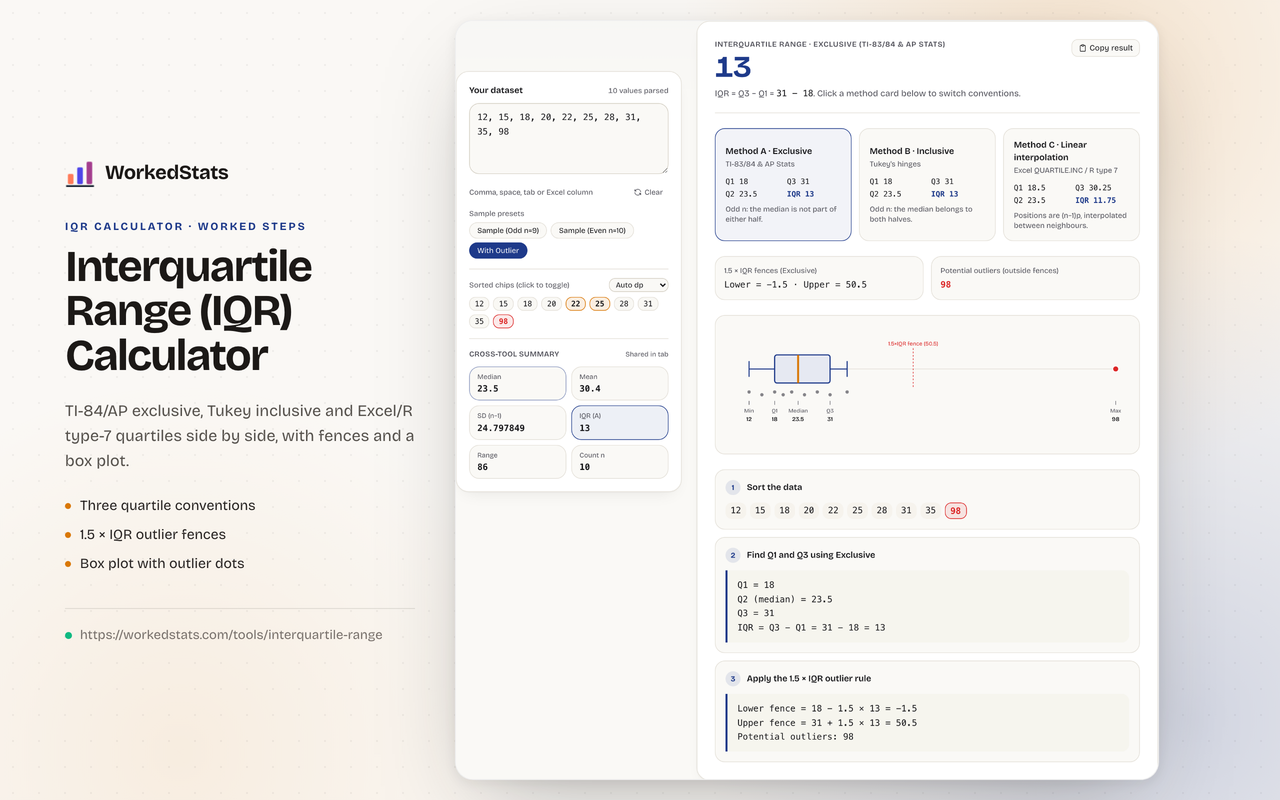 WorkedStats
IQR CALCULATOR · WORKED STEPS
Interquartile
Range (IQR)
Calculator
TI-84/AP exclusive, Tukey inclusive and Excel/R
type-7 quartiles side by side, with fences and a
box plot.
Three quartile conventions
1.5 × IQR outlier fences
Box plot with outlier dots
https://workedstats.com/tools/interquartile-range
Your dataset 10 values parsed
12, 15, 18, 20, 22, 25, 28, 31,
35, 98
Comma, space, tab or Excel column Clear
Sample presets
Sample (Odd n=9) Sample (Even n=10)
With Outlier
Sorted chips (click to toggle) Auto dp
12 15 18 20 22 25 28 31
35 98
CROSS-TOOL SUMMARY Shared in tab
Median Mean
23.5 30.4
SD (n−1) IQR (A)
24.797849 13
Range Count n
86 10
INTERQUARTILE RANGE · EXCLUSIVE (TI-83/84 & AP STATS) Copy result
13
IQR = Q3 − Q1 = 31 − 18. Click a method card below to switch conventions.
Method A · Exclusive
TI-83/84 & AP Stats
Q1 18 Q3 31
Q2 23.5 IQR 13
Odd n: the median is not part of
either half.
Method B · Inclusive
Tukey's hinges
Q1 18 Q3 31
Q2 23.5 IQR 13
Odd n: the median belongs to
both halves.
Method C · Linear
interpolation
Excel QUARTILE.INC / R type 7
Q1 18.5 Q3 30.25
Q2 23.5 IQR 11.75
Positions are (n−1)p, interpolated
between neighbours.
1.5 × IQR fences (Exclusive)
Lower = −1.5 · Upper = 50.5
Potential outliers (outside fences)
98
1.5×IQR fence (50.5)
Min Q1 Median Q3 Max
12 18 23.5 31 98
1 Sort the data
12 15 18 20 22 25 28 31 35 98
2 Find Q1 and Q3 using Exclusive
Q1 = 18
Q2 (median) = 23.5
Q3 = 31
IQR = Q3 − Q1 = 31 − 18 = 13
3 Apply the 1.5 × IQR outlier rule
Lower fence = 18 − 1.5 × 13 = −1.5
Upper fence = 31 + 1.5 × 13 = 50.5
Potential outliers: 98